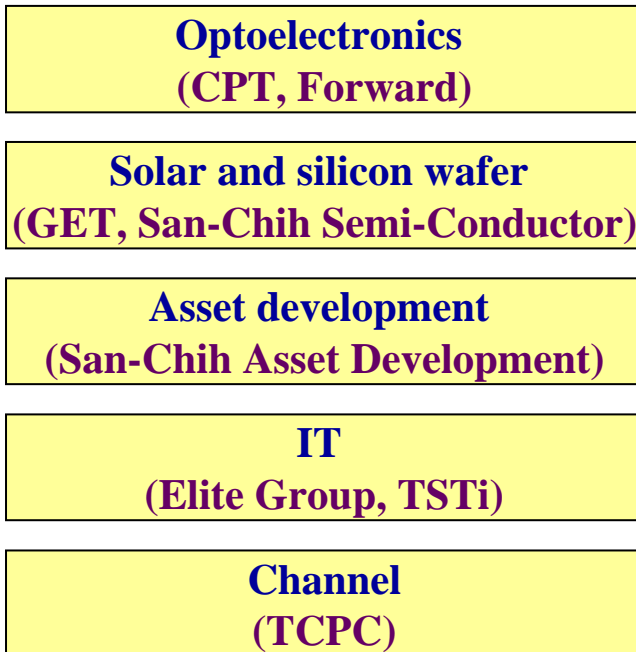 Optoelectronics
(CPT, Forward)
Solar and silicon wafer
(GET, San-Chih Semi-Conductor)
Asset development
(San-Chih Asset Development)
IT
(Elite Group, TSTi)
Channel
(TCPC)